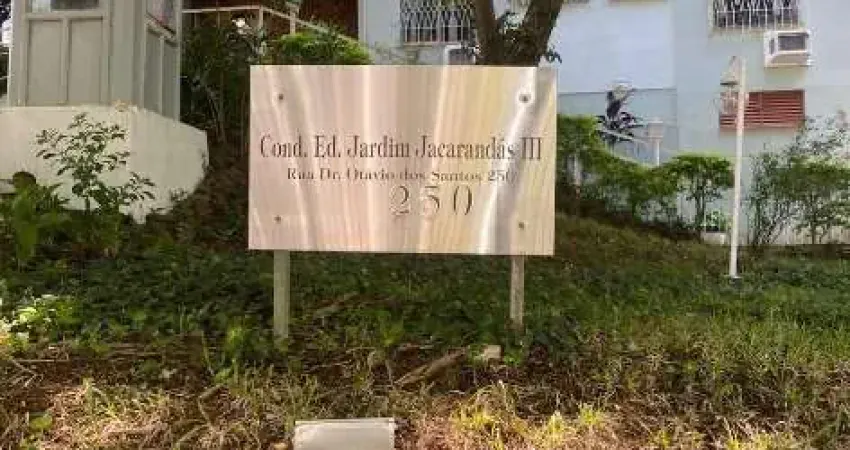 Cond. Ed. Jardim Jacarandás III
Rua Dr. Otavio dos Santos 250
250